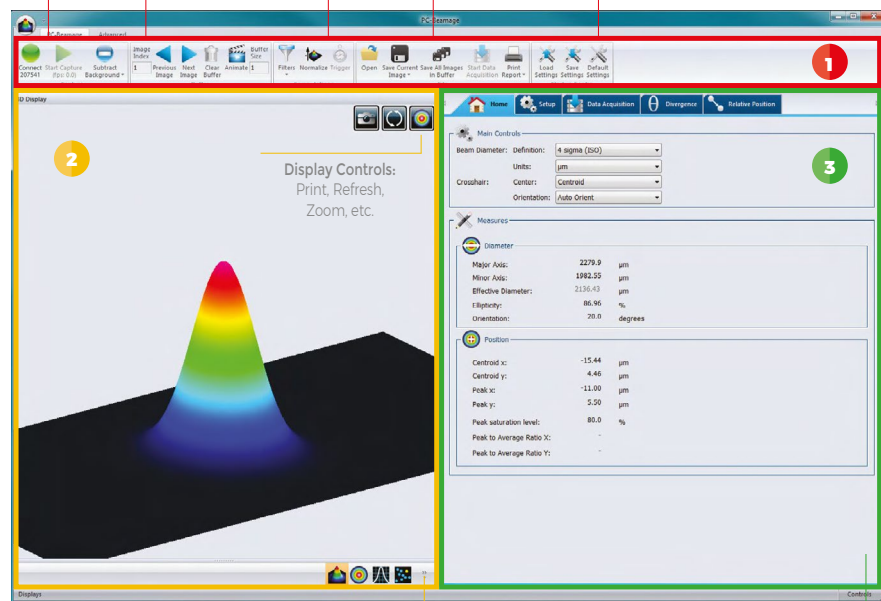 PC-Beamage
PC-Beamage Advanced
Connect 207541
Start Capture (fps: 0.0)
Subtract Background
Image Index
1
Previous Image
Next Image
Clear Buffer
Animate
Buffer Size
1
Filters
Normalize
Trigger
Open
Save Current Image
Save All Images In Buffer
Start Data Acquisition
Print Report
Load Settings
Save Settings
Default Settings
1
3D Display
2
Display Controls:
Print, Refresh,
Zoom, etc.
Displays
Home
Setup
Data Acquisition
Divergence
Relative Position
3
Main Controls
Beam Diameter: Definition: 4 sigma (ISO)
Units: µm
Crosshair: Center: Centroid
Orientation: Auto Orient
Measures
Diameter
Major Axis: 2279.9 µm
Minor Axis: 1982.55 µm
Effective Diameter: 2136.43 µm
Ellipticity: 86.96 %
Orientation: 20.0 degrees
Position
Centroid x: -15.44 µm
Centroid y: 4.46 µm
Peak x: -11.00 µm
Peak y: 5.50 µm
Peak saturation level: 80.0 %
Peak to Average Ratio X: -
Peak to Average Ratio Y: -
Controls